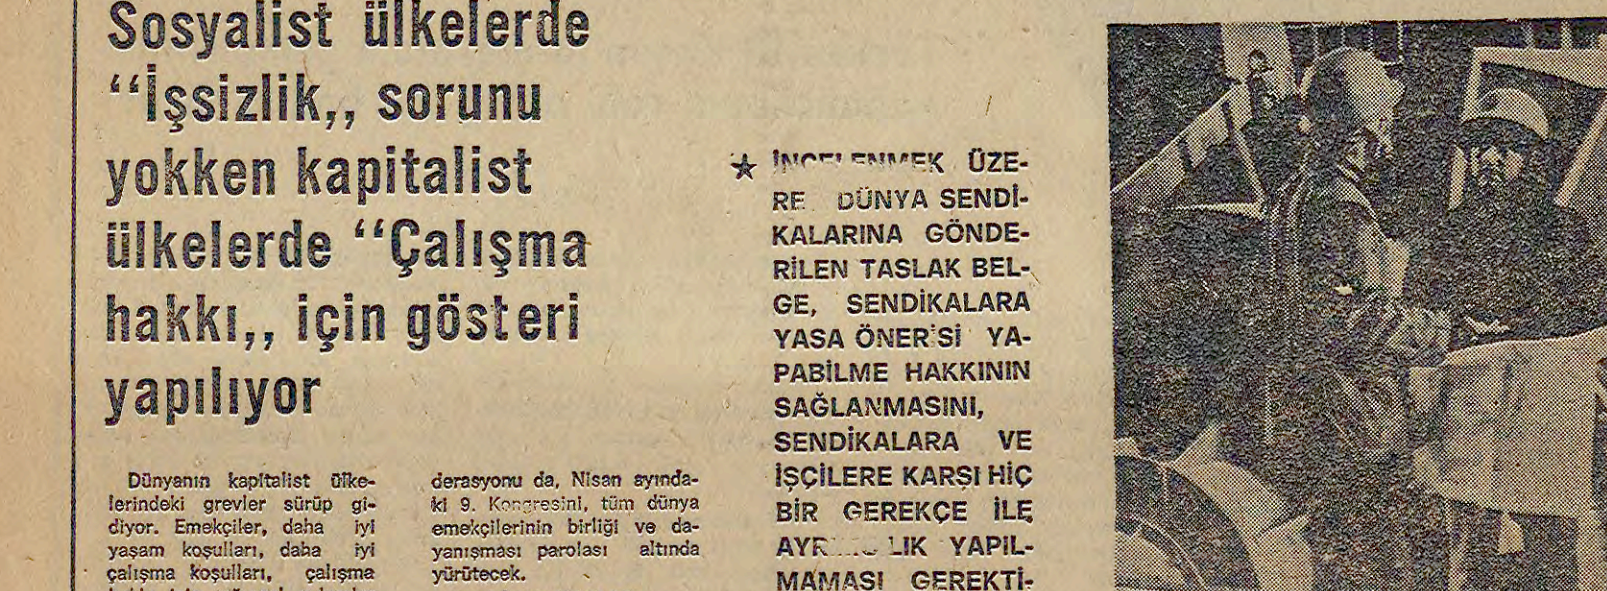 Sosyalist ülkelerde
“İşsizlik,, sorunu
yokken kapitalist
ülkelerde “Çalışma
hakkı,, için gösteri
yapılıyor
Dünyanın kapitalist ülke-
lerindeki grevler sürüp gi-
diyor. Emekçiler, daha iyi
yaşam koşulları, daha iyi
çalışma koşulları, çalışma
derasyonu da, Nisan ayında-
ki 9. Kongresini, tüm dünya
emekçilerinin birliği ve da-
yanışması parolası altında
yürütecek.
★ İNCELENMEK ÜZE-
RE DÜNYA SENDİ-
KALARINA GÖNDE-
RİLEN TASLAK BEL-
GE, SENDİKALARA
YASA ÖNERİSİ YA-
PABİLME HAKKININ
SAĞLANMASINI,
SENDİKALARA VE
İŞÇİLERE KARŞI HİÇ
BİR GEREKÇE İLE
LIK YAPIL-
MAMASI GEREKTİ-